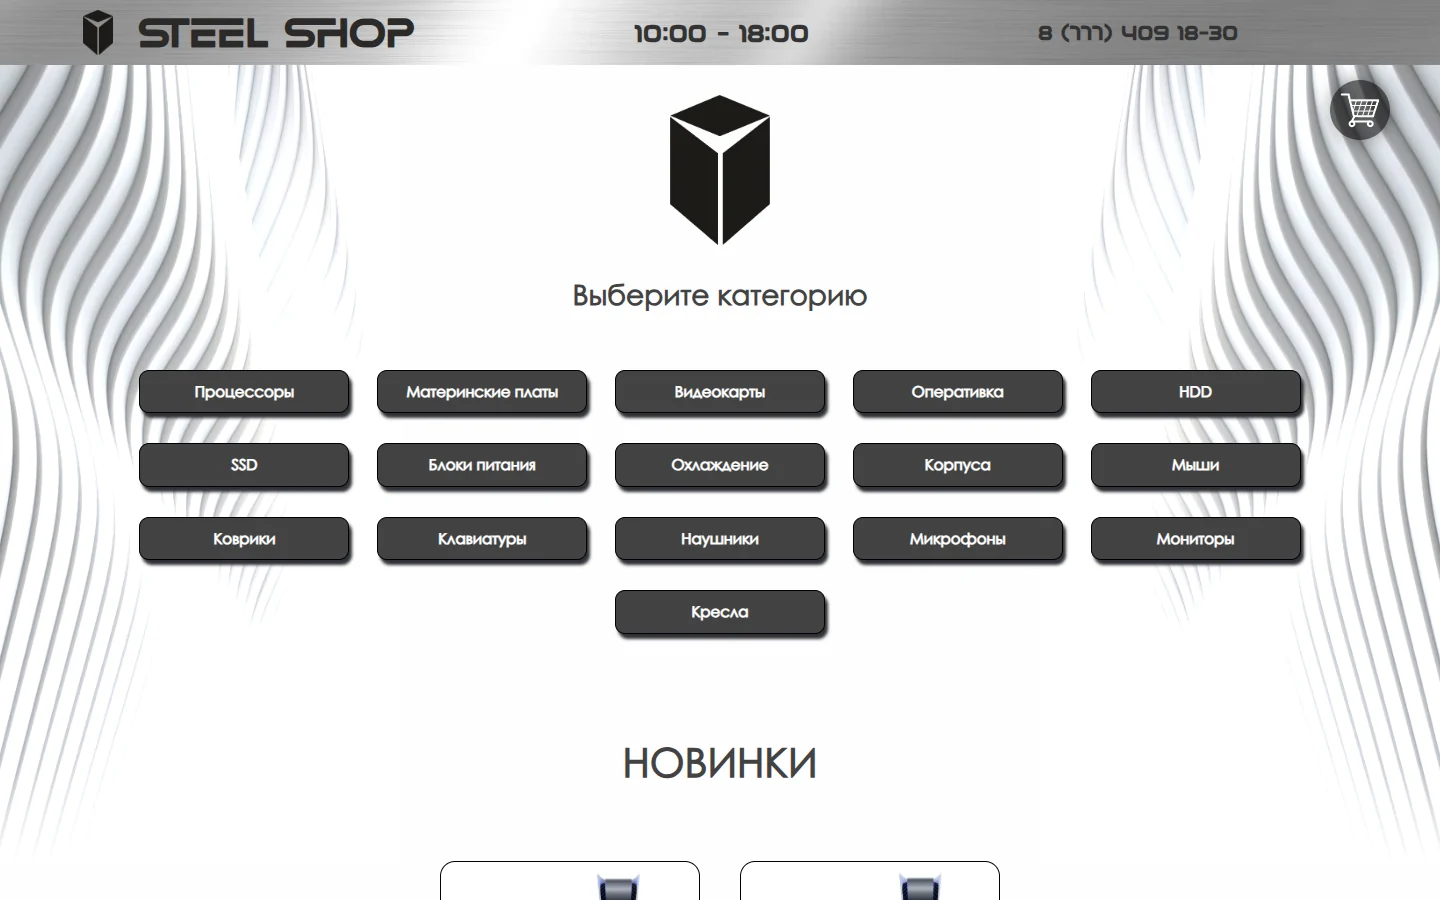 STEEL SHOP
10:00 - 18:00
8 (777) 409 18-30
Выберите категорию
Процессоры
Материнские платы
Видеокарты
Оперативка
HDD
SSD
Блоки питания
Охлаждение
Корпуса
Мыши
Коврики
Клавиатуры
Наушники
Микрофоны
Мониторы
Кресла
НОВИНКИ